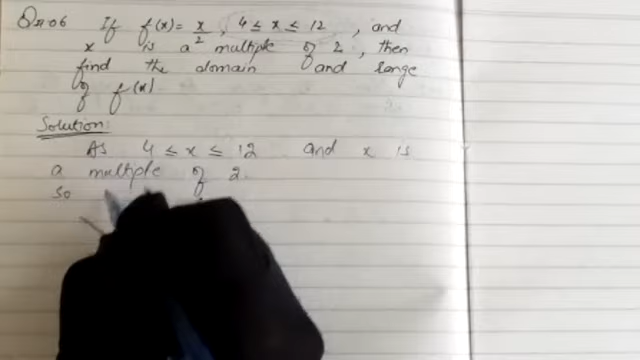 Q#06 If f(x) = x/2, 4 ≤ x ≤ 12, and
x is a multiple of 2, then
find the domain and range
of f(x)
Solution:
As 4 ≤ x ≤ 12 and x is
a multiple of 2
so